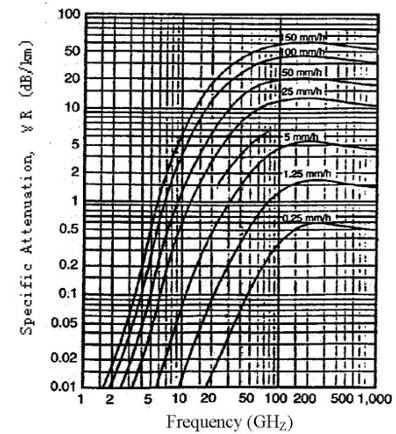 Specific Attenuation, γR (dB/km)
100
50
20
10
5
2
1
0.5
0.2
0.1
0.05
0.02
0.01
150 mm/h
100 mm/h
50 mm/h
25 mm/h
5 mm/h
1.25 mm/h
0.25 mm/h
1 2 5 10 20 50 100 200 500 1,000
Frequency (GHz)